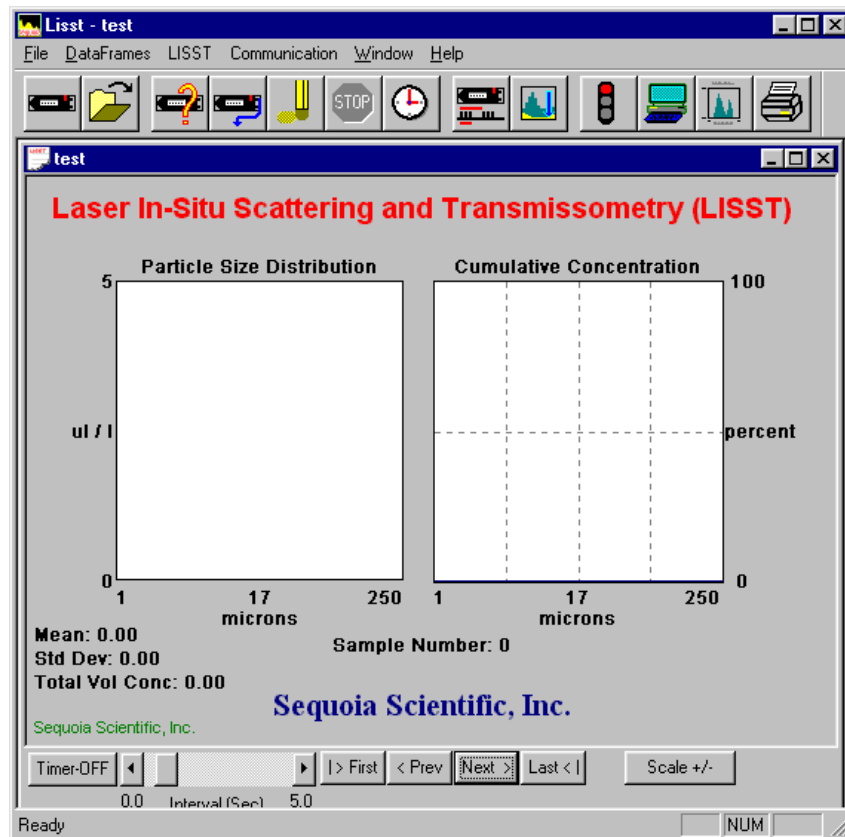 Lisst - test
File DataFrames LISST Communication Window Help
STOP
test
Laser In-Situ Scattering and Transmissometry (LISST)
Particle Size Distribution Cumulative Concentration
5 100
ul / l percent
0 0
1 17 250 1 17 250
microns microns
Mean: 0.00
Sample Number: 0
Std Dev: 0.00
Total Vol Conc: 0.00
Sequoia Scientific, Inc.
Sequoia Scientific, Inc.
Timer-OFF |> First < Prev Next > Last <| Scale +/-
0.0 Interval (Sec) 5.0
Ready NUM